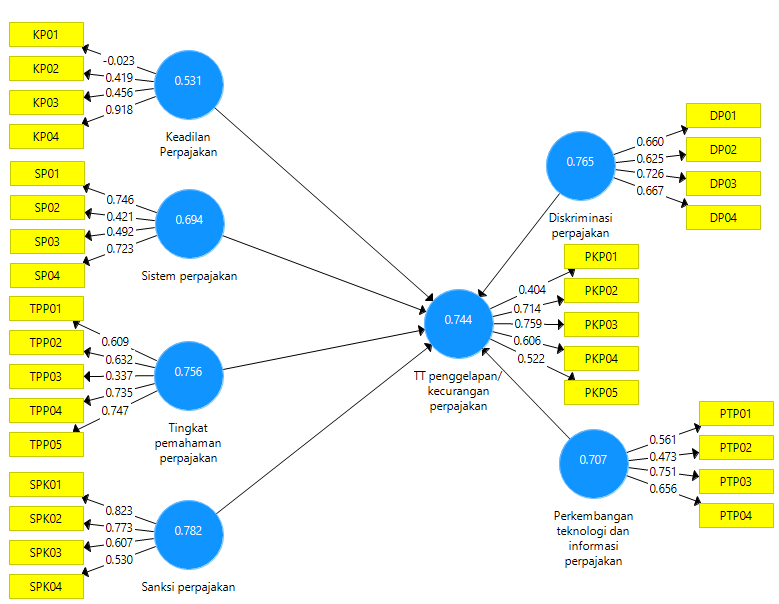 KP01
KP02
KP03
KP04
-0.023
0.419
0.456
0.918
0.531
Keadilan
Perpajakan
SP01
SP02
SP03
SP04
0.746
0.421
0.492
0.723
0.694
Sistem perpajakan
TPP01
TPP02
TPP03
TPP04
TPP05
0.609
0.632
0.337
0.735
0.747
0.756
Tingkat
pemahaman
perpajakan
SPK01
SPK02
SPK03
SPK04
0.823
0.773
0.607
0.530
0.782
Sanksi perpajakan
0.744
TT penggelapan/
kecurangan
perpajakan
0.404
0.714
0.759
0.606
0.522
PKP01
PKP02
PKP03
PKP04
PKP05
0.765
Diskriminasi
perpajakan
0.660
0.625
0.726
0.667
DP01
DP02
DP03
DP04
0.707
Perkembangan
teknologi dan
informasi
perpajakan
0.561
0.473
0.751
0.656
PTP01
PTP02
PTP03
PTP04